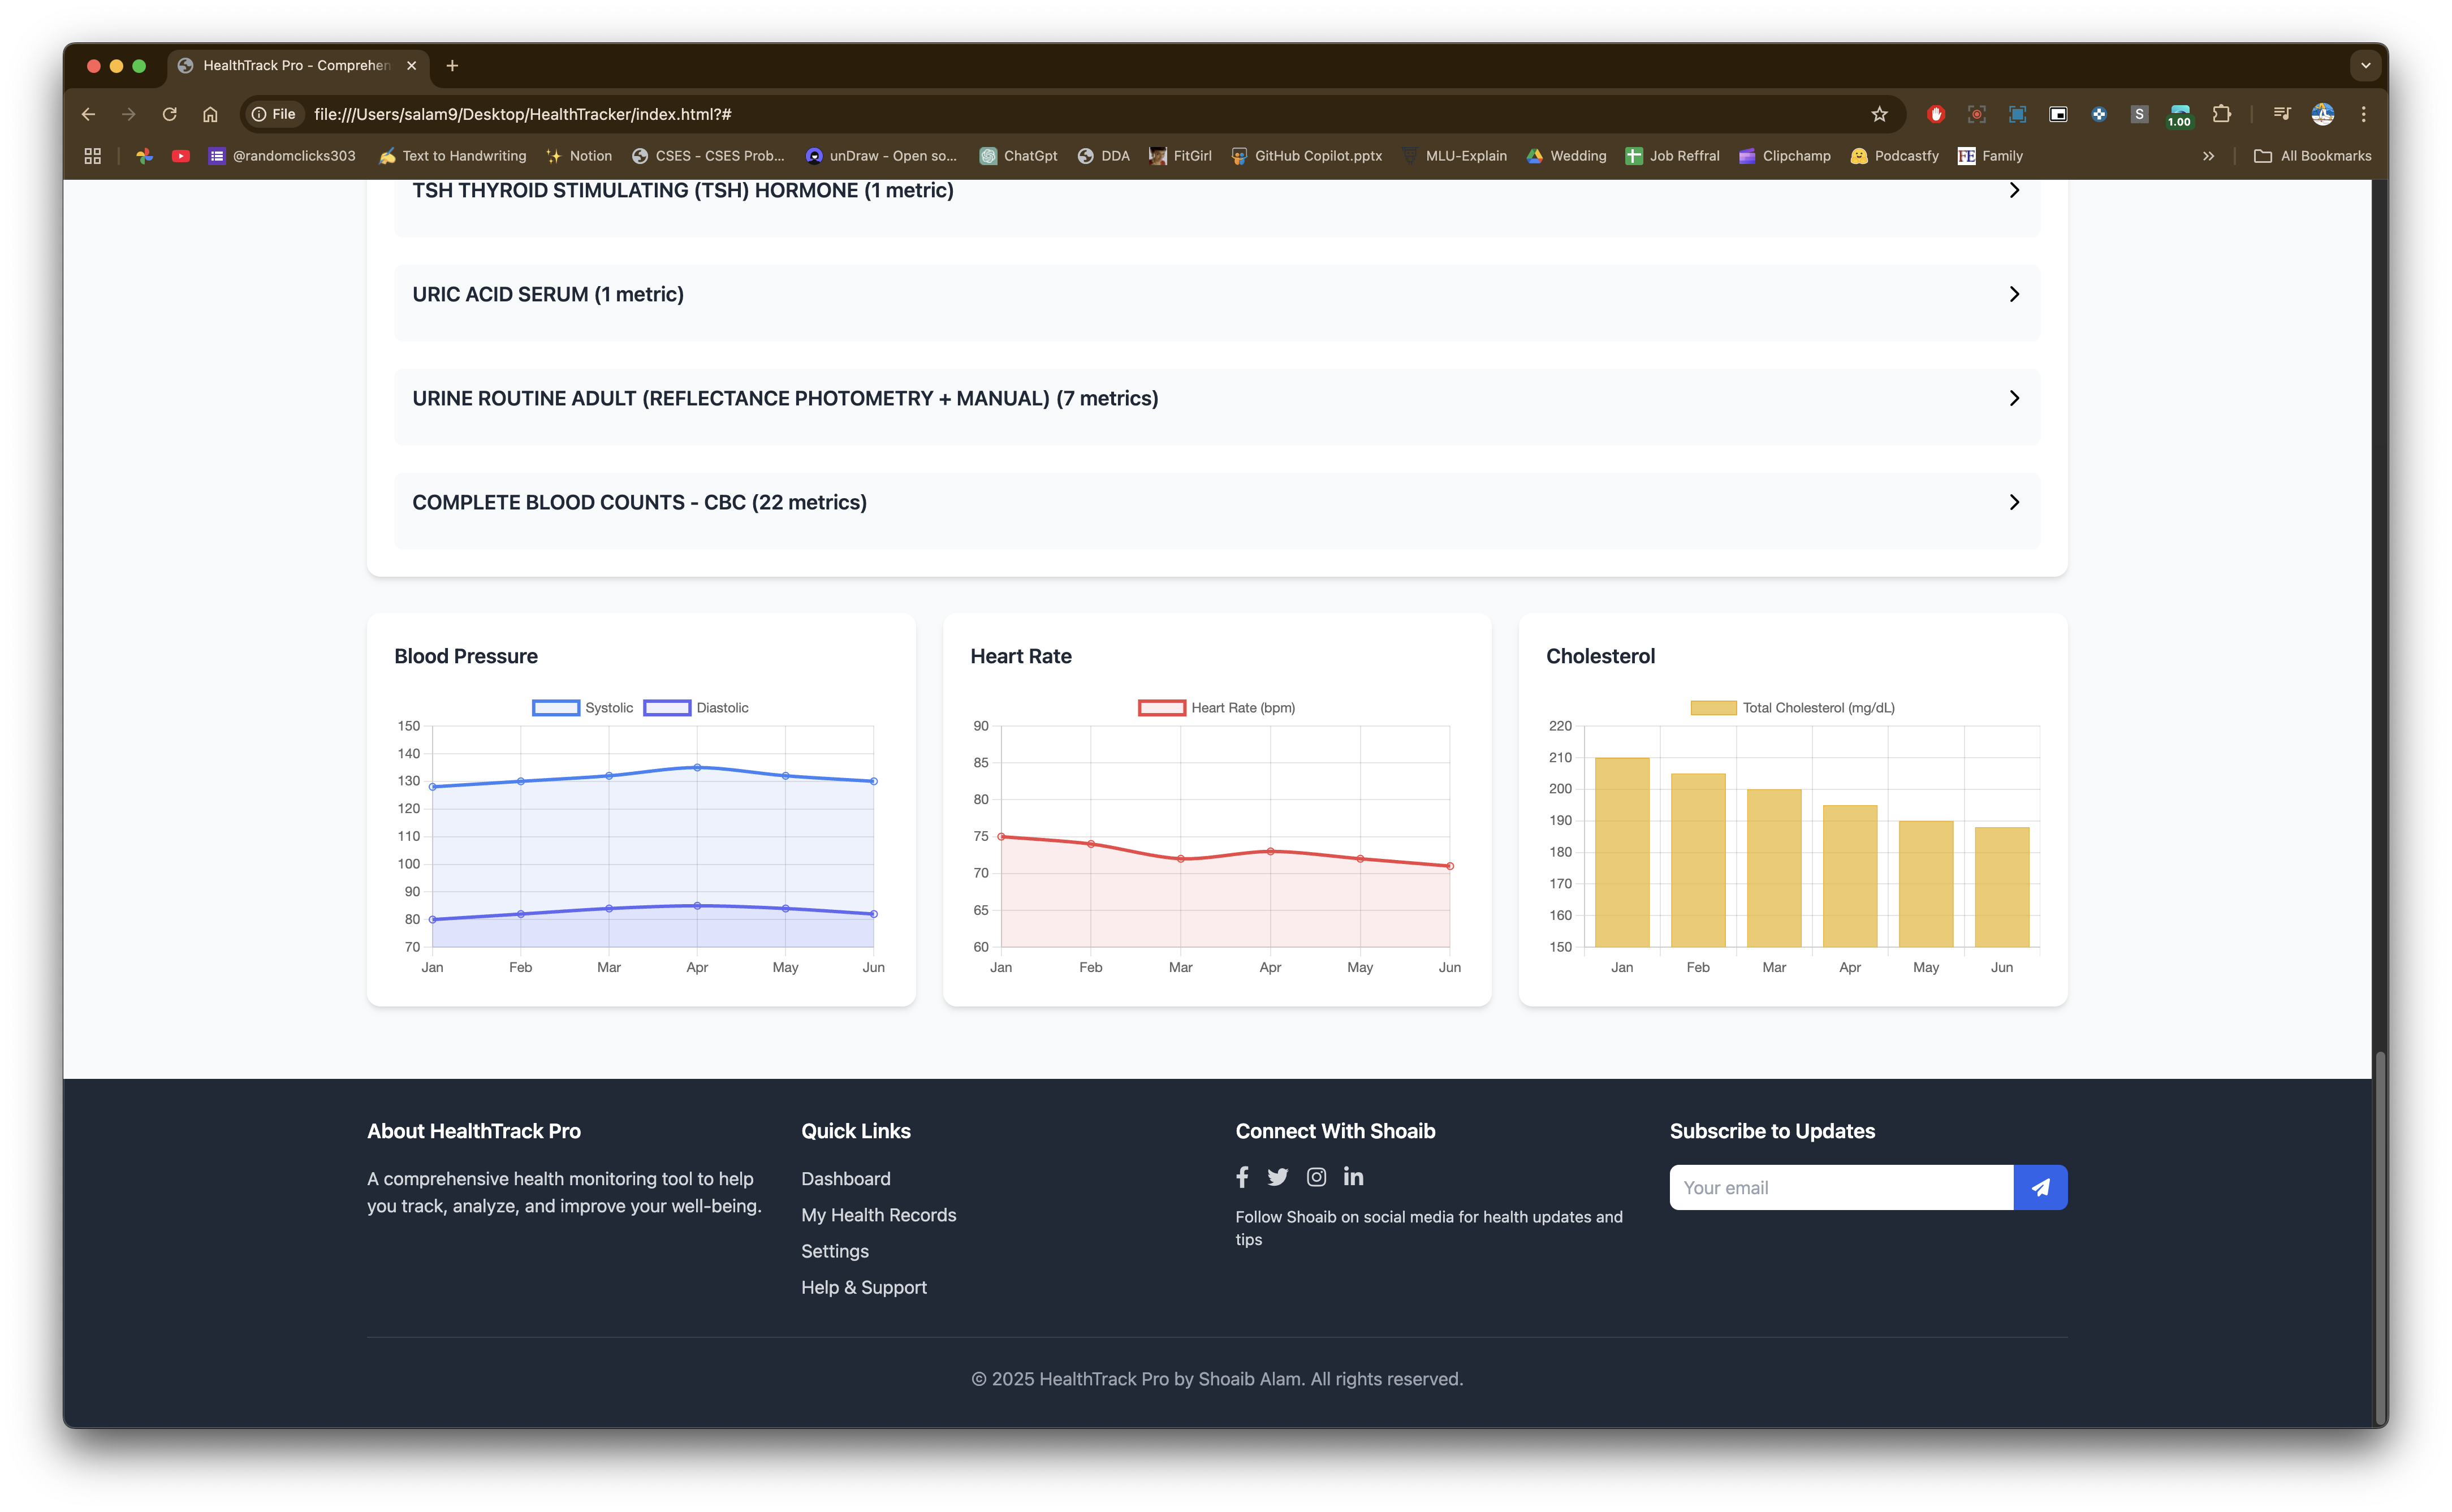 HealthTrack Pro - Comprehen
File
file:///Users/salam9/Desktop/HealthTracker/index.html?#
S
1.00
@randomclicks303
Text to Handwriting
Notion
CSES - CSES Prob...
unDraw - Open so...
ChatGpt
DDA
FitGirl
GitHub Copilot.pptx
MLU-Explain
Wedding
Job Reffral
Clipchamp
Podcastfy
FE
Family
All Bookmarks
TSH THYROID STIMULATING (TSH) HORMONE (1 metric)
URIC ACID SERUM (1 metric)
URINE ROUTINE ADULT (REFLECTANCE PHOTOMETRY + MANUAL) (7 metrics)
COMPLETE BLOOD COUNTS - CBC (22 metrics)
Blood Pressure
Systolic Diastolic
150
140
130
120
110
100
90
80
70
Jan Feb Mar Apr May Jun
Heart Rate
Heart Rate (bpm)
90
85
80
75
70
65
60
Jan Feb Mar Apr May Jun
Cholesterol
Total Cholesterol (mg/dL)
220
210
200
190
180
170
160
150
Jan Feb Mar Apr May Jun
About HealthTrack Pro
A comprehensive health monitoring tool to help
you track, analyze, and improve your well-being.
Quick Links
Dashboard
My Health Records
Settings
Help & Support
Connect With Shoaib
Follow Shoaib on social media for health updates and
tips
Subscribe to Updates
Your email
© 2025 HealthTrack Pro by Shoaib Alam. All rights reserved.